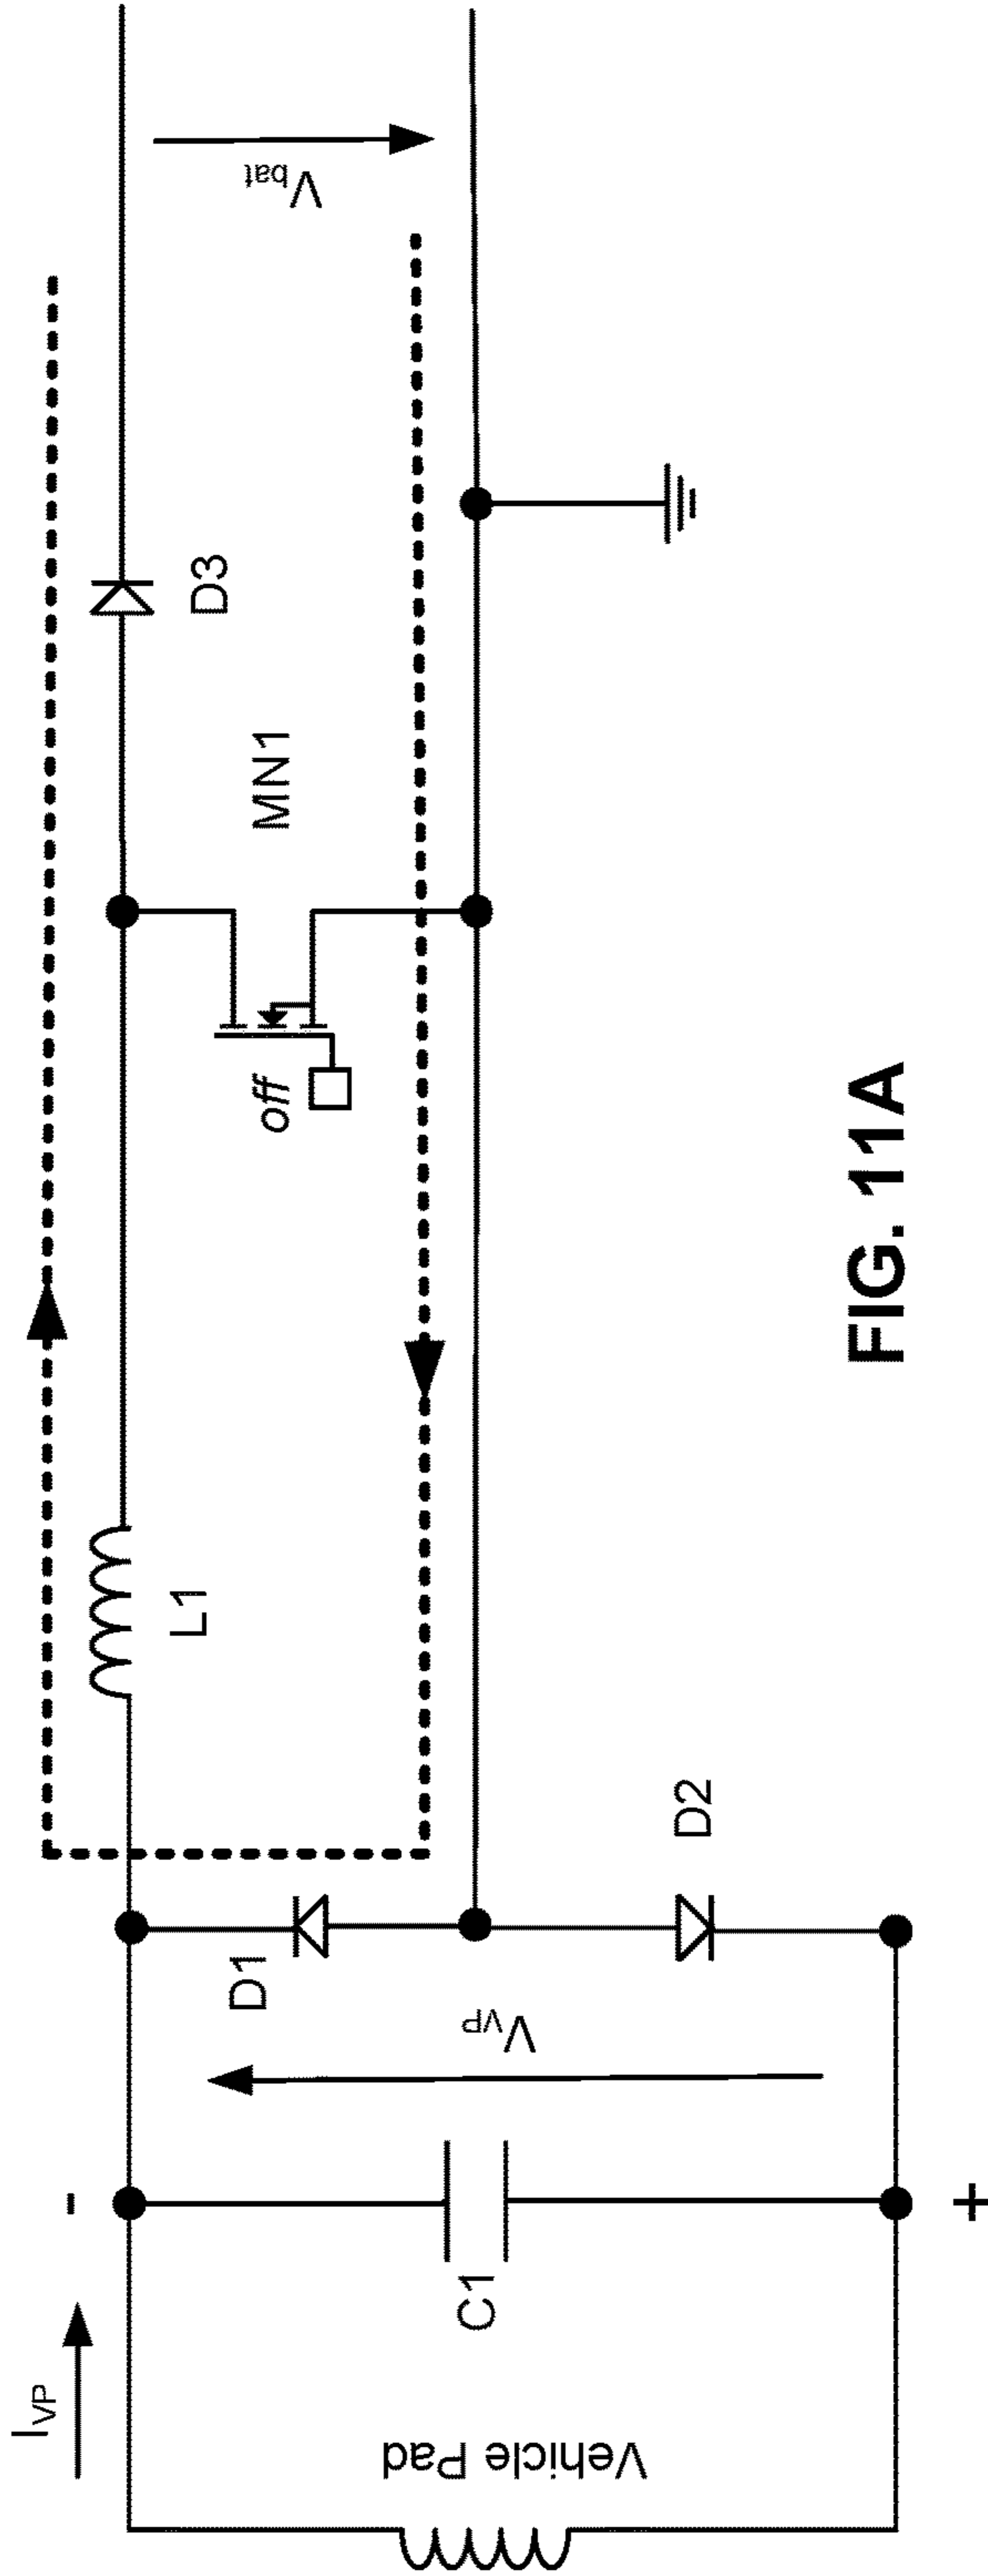 I_VP
-
+
Vehicle Pad
C1
V_VP
D1
D2
L1
off
MN1
D3
V_bat
FIG. 11A